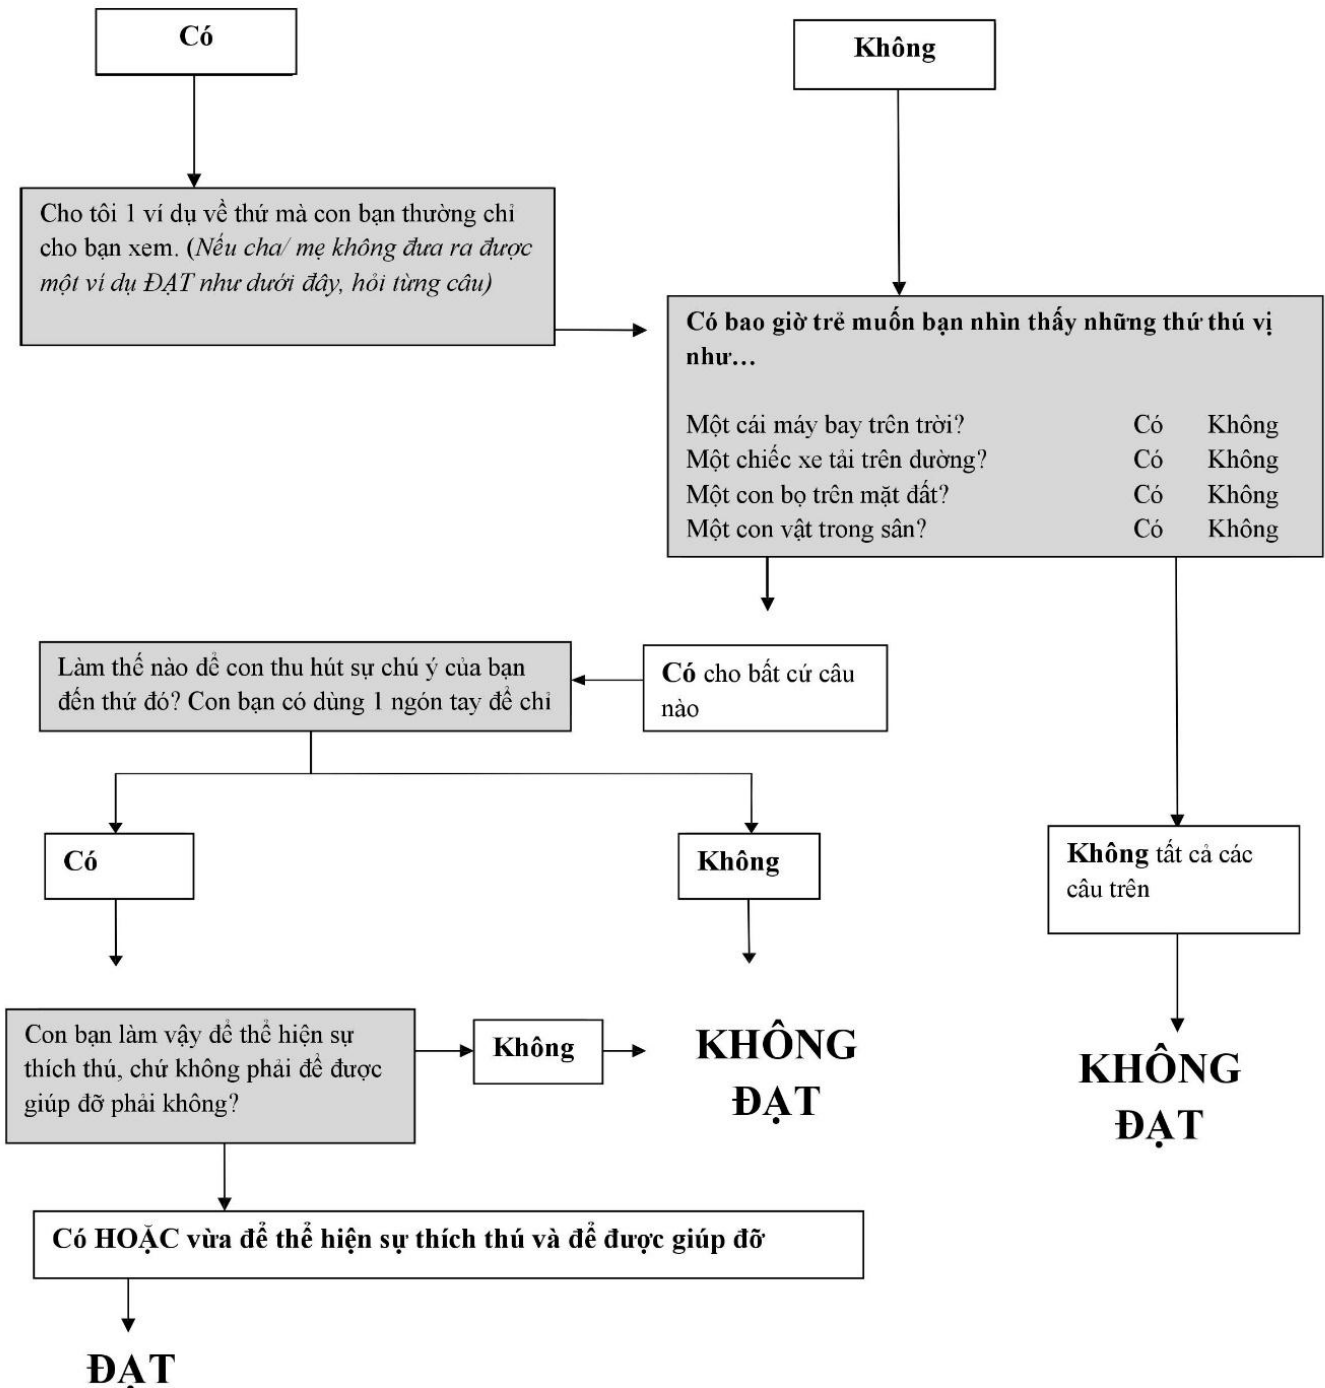 Có
Không
Cho tôi 1 ví dụ về thứ mà con bạn thường chỉ
cho bạn xem. (Nếu cha/ mẹ không đưa ra được
một ví dụ ĐẠT như dưới đây, hỏi từng câu)
Có bao giờ trẻ muốn bạn nhìn thấy những thứ thú vị
như…
Một cái máy bay trên trời? Có Không
Một chiếc xe tải trên đường? Có Không
Một con bọ trên mặt đất? Có Không
Một con vật trong sân? Có Không
Làm thế nào để con thu hút sự chú ý của bạn
đến thứ đó? Con bạn có dùng 1 ngón tay để chỉ
Có cho bất cứ câu
nào
Có
Không
Không tất cả các
câu trên
Con bạn làm vậy để thể hiện sự
thích thú, chứ không phải để được
giúp đỡ phải không?
Không
KHÔNG
ĐẠT
KHÔNG
ĐẠT
Có HOẶC vừa để thể hiện sự thích thú và để được giúp đỡ
ĐẠT